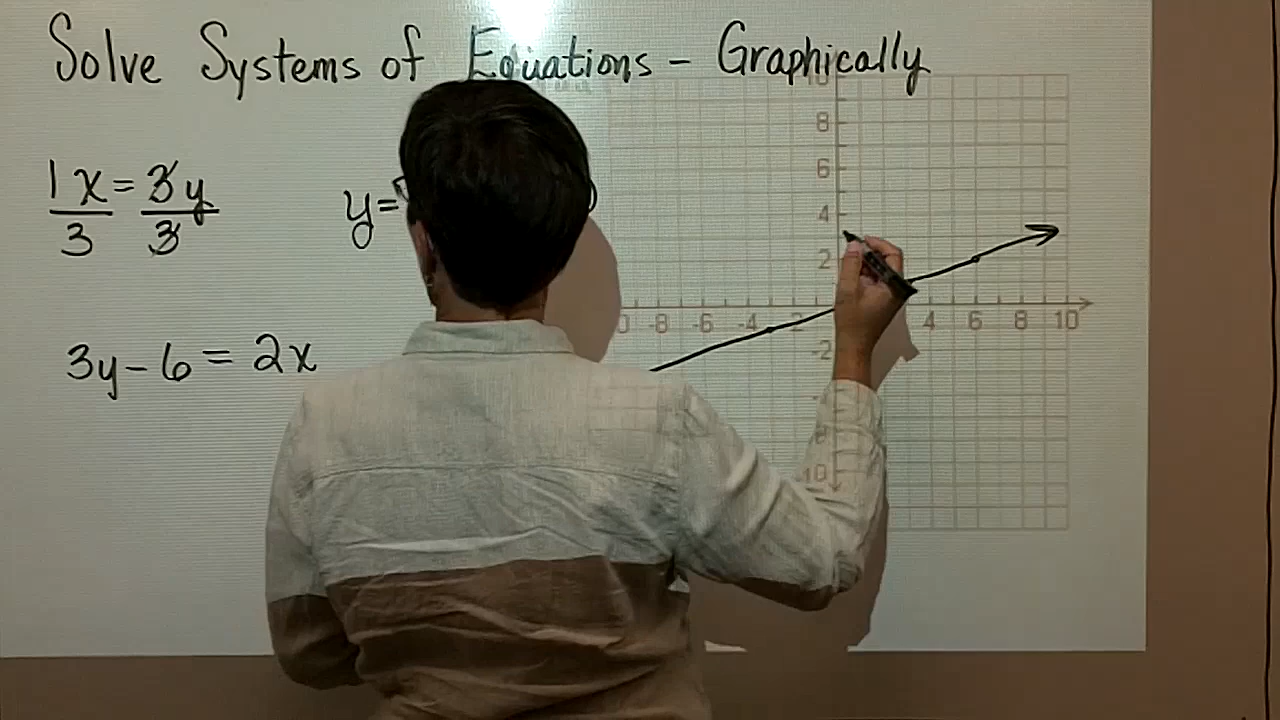 Solve Systems of Equations - Graphically
1x = 3y
3 3
y=
3y - 6 = 2x
8
6
4
2
-8 -6 -4 -2 4 6 8 10
-2
10